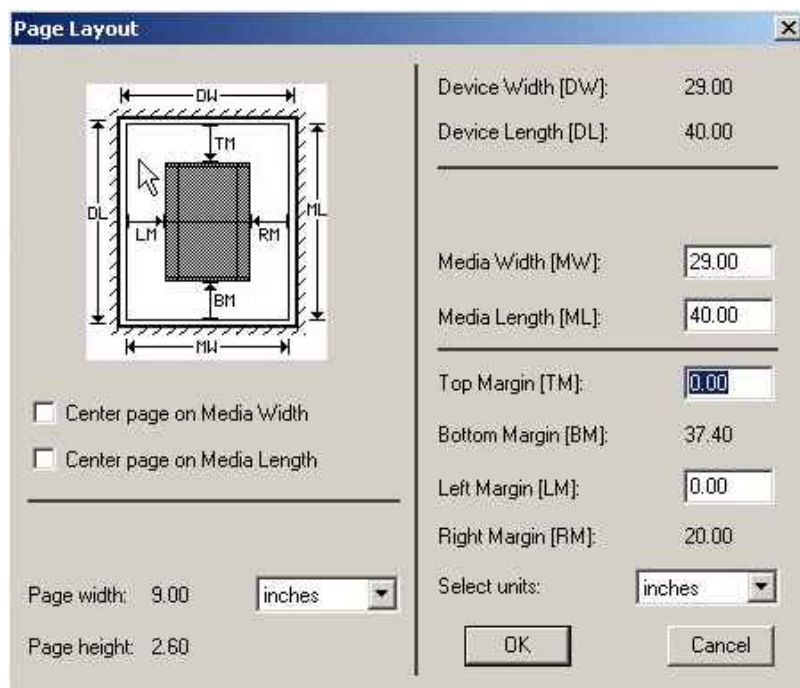 Page Layout
DW
TM
DL
ML
LM
RM
BM
MW
Center page on Media Width
Center page on Media Length
Page width: 9.00 inches
Page height: 2.60
Device Width [DW]: 29.00
Device Length [DL]: 40.00
Media Width [MW]: 29.00
Media Length [ML]: 40.00
Top Margin [TM]: 0.00
Bottom Margin [BM]: 37.40
Left Margin [LM]: 0.00
Right Margin [RM]: 20.00
Select units: inches
OK Cancel